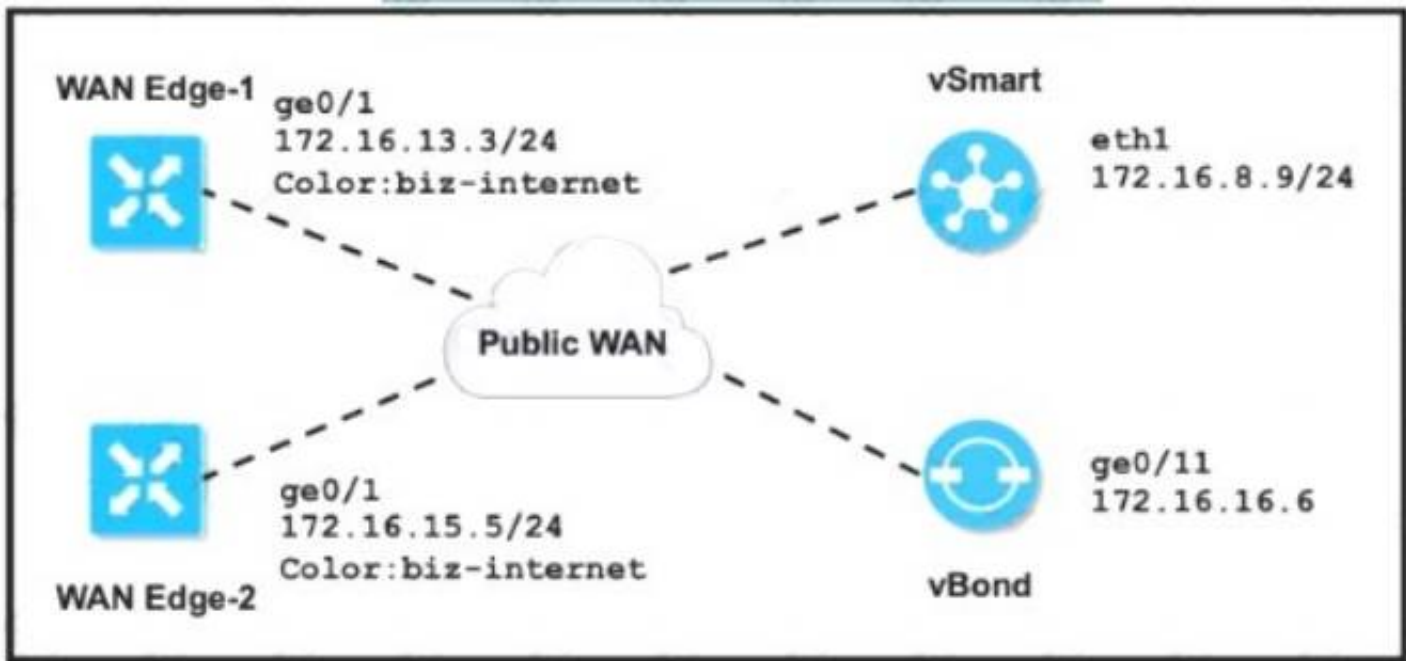 WAN Edge-1
ge0/1
172.16.13.3/24
Color:biz-internet
vSmart
eth1
172.16.8.9/24
Public WAN
ge0/1
172.16.15.5/24
Color:biz-internet
WAN Edge-2
ge0/11
172.16.16.6
vBond